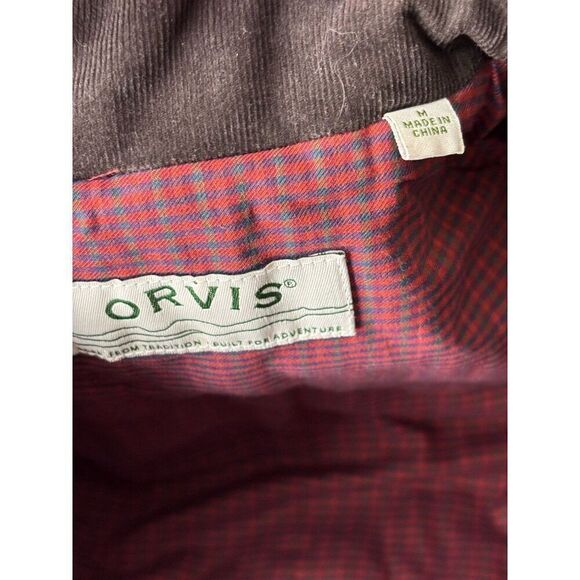 M
MADE IN
CHINA
ORVIS®
FROM TRADITION · BUILT FOR ADVENTURE